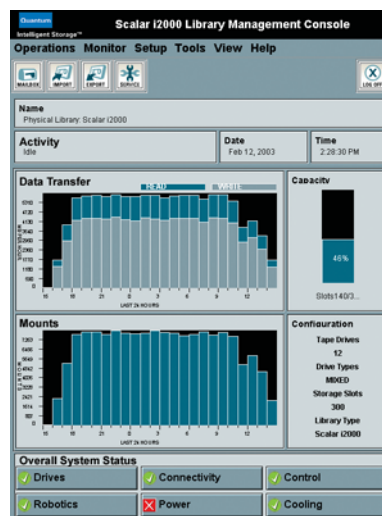 Quantum
Intelligent Storage™
Scalar i2000 Library Management Console
Operations Monitor Setup Tools View Help
MAILBOX IMPORT EXPORT SERVICE LOG OFF
Name
Physical Library: Scalar i2000
Activity
Idle
Date
Feb 12, 2003
Time
2:28:30 PM
Data Transfer
READ WRITE
LAST 24 HOURS
Capacity
46%
Slots140/3...
Mounts
LAST 24 HOURS
Configuration
Tape Drives
12
Drive Types
MIXED
Storage Slots
300
Library Type
Scalar i2000
Overall System Status
Drives
Connectivity
Control
Robotics
Power
Cooling